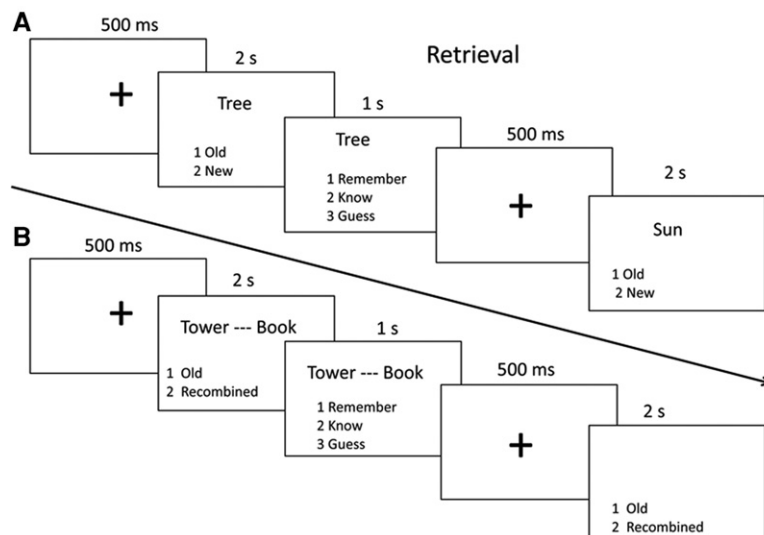 A
500 ms
2 s
Retrieval
Tree
1 Old
2 New
1 s
Tree
1 Remember
2 Know
3 Guess
500 ms
2 s
Sun
1 Old
2 New
B
500 ms
2 s
Tower --- Book
1 Old
2 Recombined
1 s
Tower --- Book
1 Remember
2 Know
3 Guess
500 ms
2 s
1 Old
2 Recombined